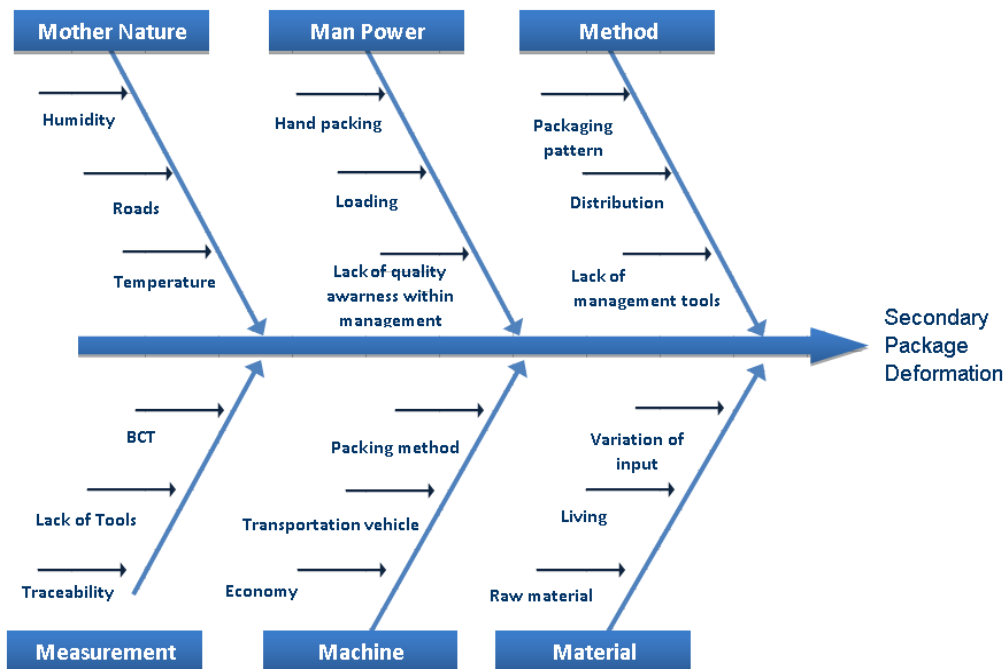 Mother Nature
Man Power
Method
Humidity
Roads
Temperature
Hand packing
Loading
Lack of quality
awarness within
management
Packaging
pattern
Distribution
Lack of
management tools
Secondary
Package
Deformation
BCT
Lack of Tools
Traceability
Packing method
Transportation vehicle
Economy
Variation of
input
Living
Raw material
Measurement
Machine
Material